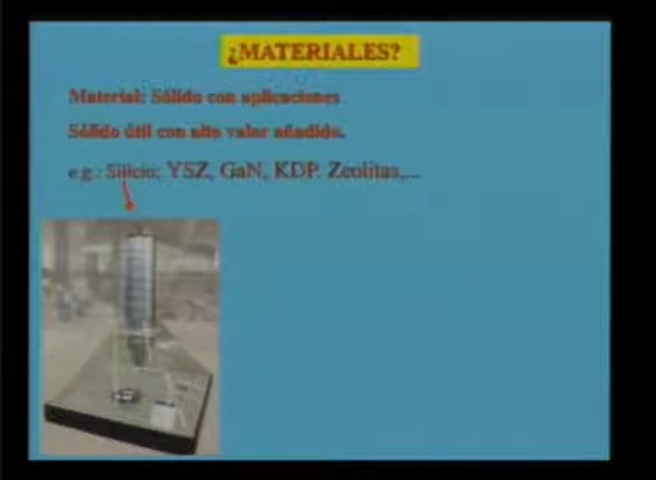 ¿MATERIALES?
Material: Sólido con aplicaciones
Sólido útil con alto valor añadido.
e.g.: Silicio; YSZ, GaN, KDP. Zeolitas,...